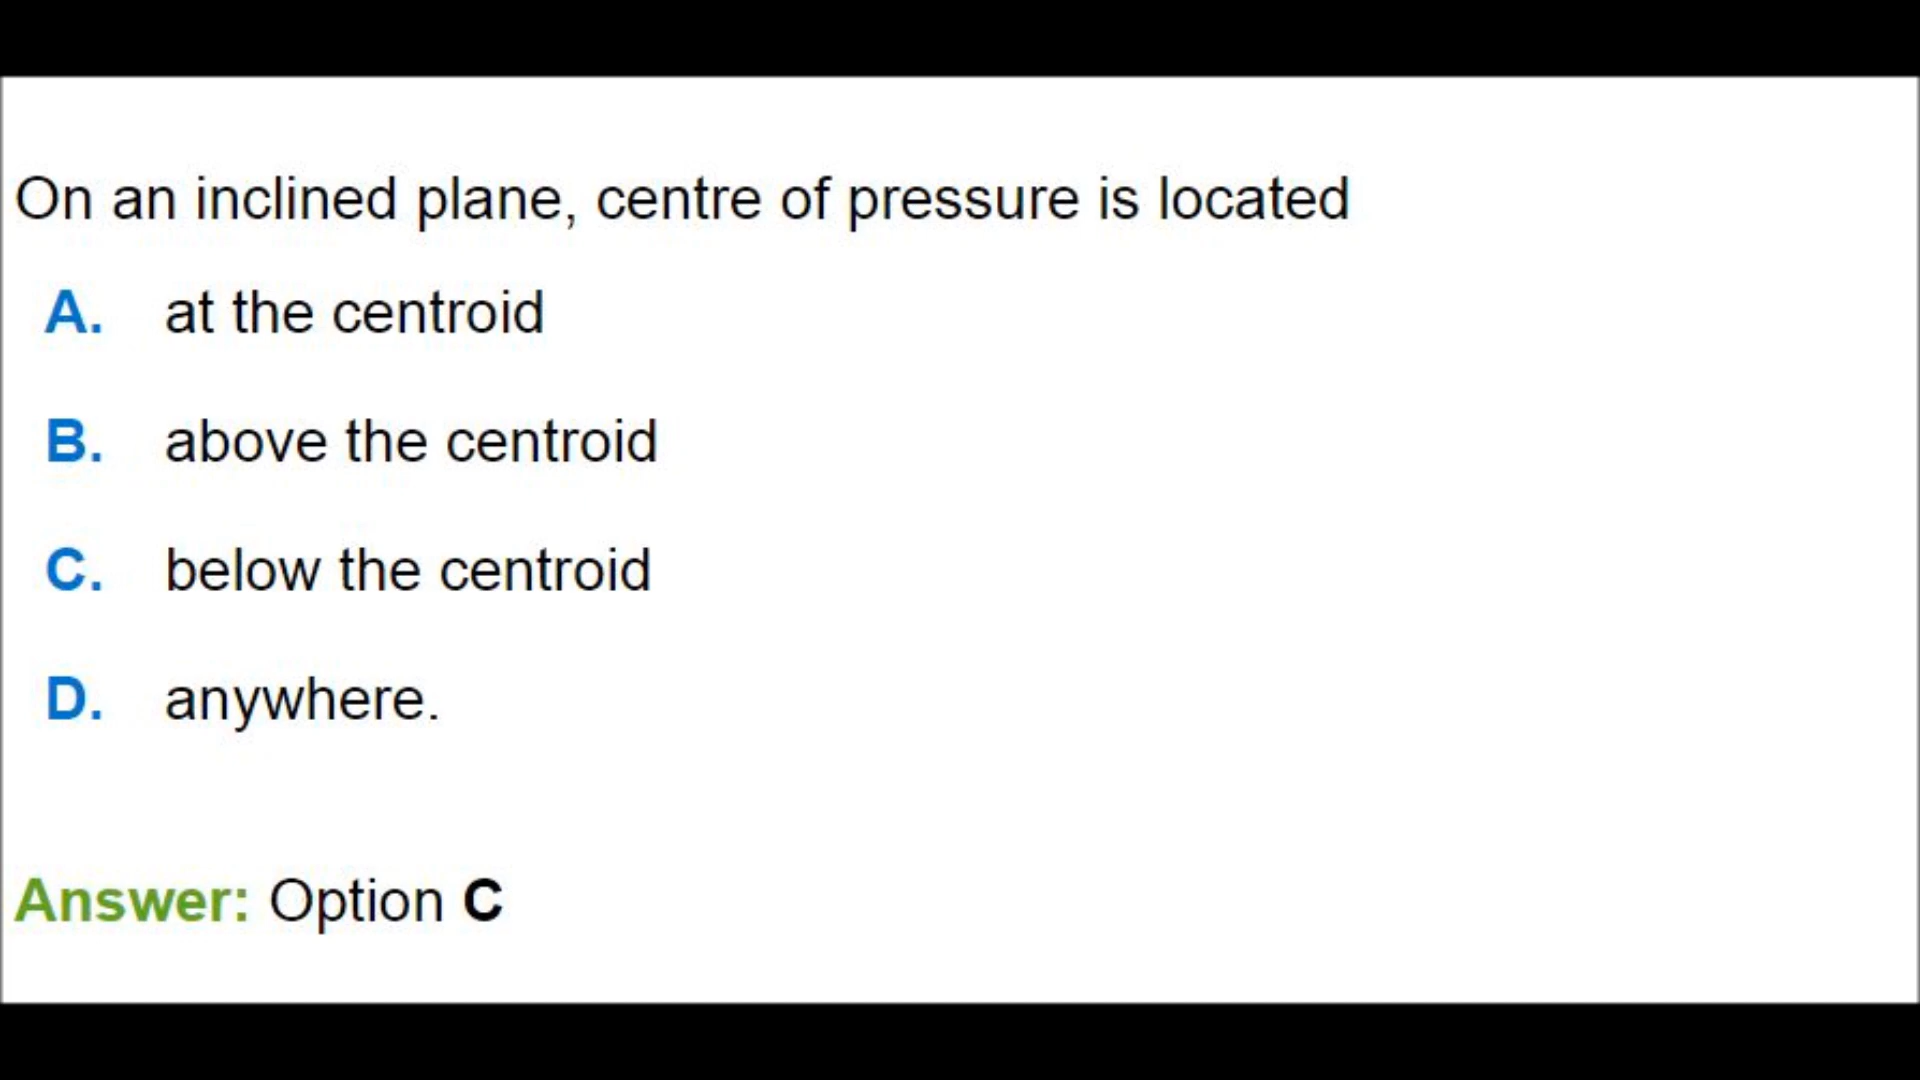 On an inclined plane, centre of pressure is located
A. at the centroid
B. above the centroid
C. below the centroid
D. anywhere.
Answer: Option C